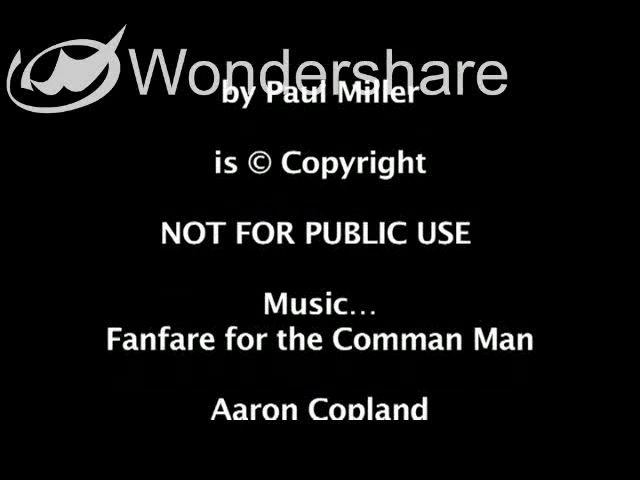 Wondershare
by Paul Miller
is © Copyright
NOT FOR PUBLIC USE
Music…
Fanfare for the Comman Man
Aaron Copland